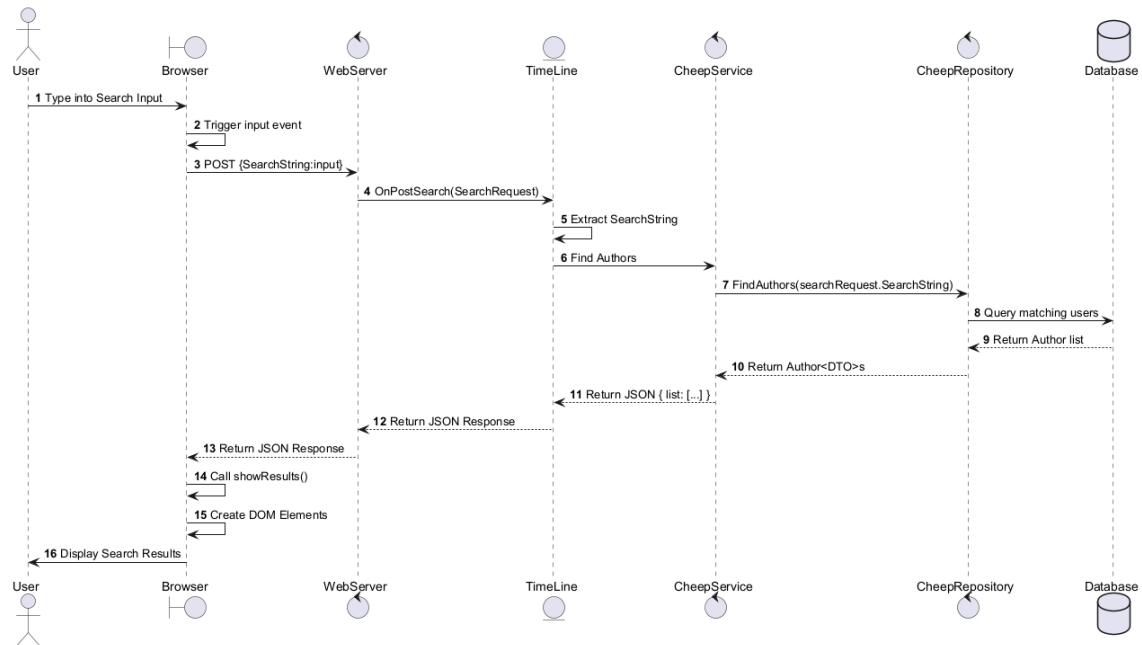 User Browser WebServer TimeLine CheepService CheepRepository Database
1 Type into Search Input
2 Trigger input event
3 POST {SearchString:input}
4 OnPostSearch(SearchRequest)
5 Extract SearchString
6 Find Authors
7 FindAuthors(searchRequest.SearchString)
8 Query matching users
9 Return Author list
10 Return Author<DTO>s
11 Return JSON { list: [...] }
12 Return JSON Response
13 Return JSON Response
14 Call showResults()
15 Create DOM Elements
16 Display Search Results
User Browser WebServer TimeLine CheepService CheepRepository Database